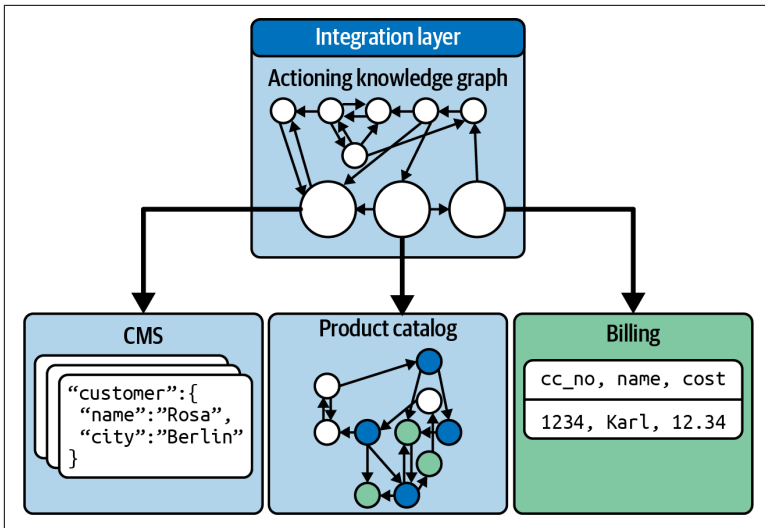 Integration layer
Actioning knowledge graph
CMS
“customer”:{
“name”:”Rosa”,
“city”:”Berlin”
}
Product catalog
Billing
cc_no, name, cost
1234, Karl, 12.34